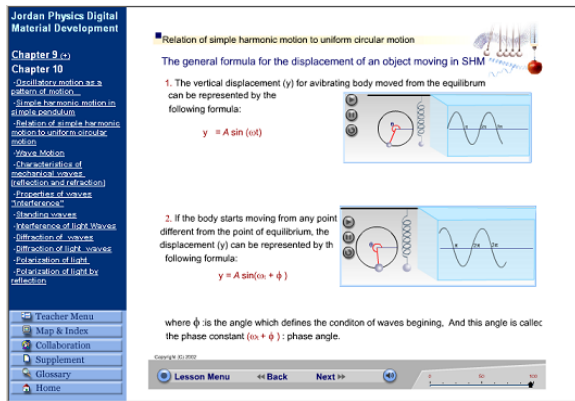 Jordan Physics Digital
Material Development
Chapter 9 (+)
Chapter 10
-Oscillatory motion as a
pattern of motion
-Simple harmonic motion in
simple pendulum
-Relation of simple harmonic
motion to uniform circular
motion
-Wave Motion
-Characteristics of
mechanical waves
(reflection and refraction)
-Properties of waves
"Interference"
-Standing waves
-Interference of light Waves
-Diffraction of waves
-Diffraction of light waves
-Polarization of light
-Polarization of light by
reflection
Teacher Menu
Map & Index
Collaboration
Supplement
Glossary
Home
Relation of simple harmonic motion to uniform circular motion
The general formula for the displacement of an object moving in SHM
1. The vertical displacement (y) for avibrating body moved from the equilibrum
can be represented by the
following formula:
y = A sin (ωt)
2. If the body starts moving from any point
different from the point of equilibrium, the
displacement (y) can be represented by th
following formula:
y = A sin(ωt + ϕ )
where ϕ :is the angle which defines the conditon of waves begining, And this angle is callec
the phase constant (ωt + ϕ ) : phase angle.
Copyright (C) 2002
Lesson Menu
Back
Next
0 50 100